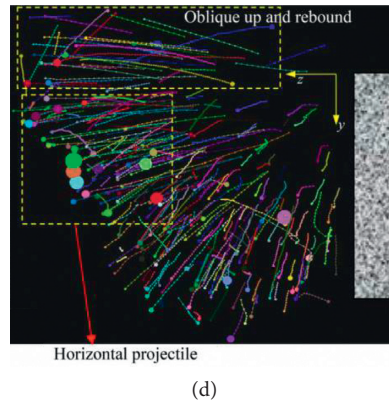 Oblique up and rebound
z
y
Horizontal projectile
(d)